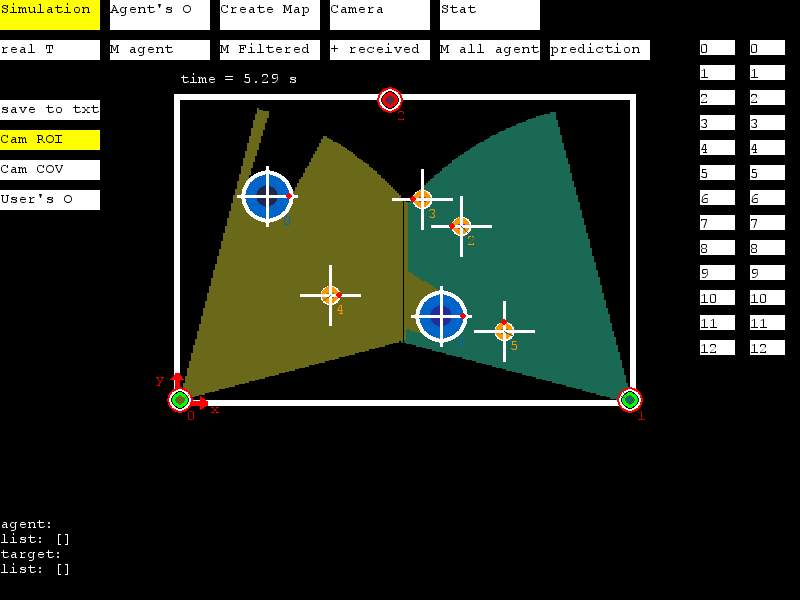 Simulation Agent's O Create Map Camera Stat
real T M agent M Filtered + received M all agent prediction
time = 5.29 s
save to txt
Cam ROI
Cam COV
User's O
0 0
1 1
2 2
3 3
4 4
5 5
6 6
7 7
8 8
9 9
10 10
11 11
12 12
2
3
2
4
5
y
x
0
1
agent:
list: []
target:
list: []